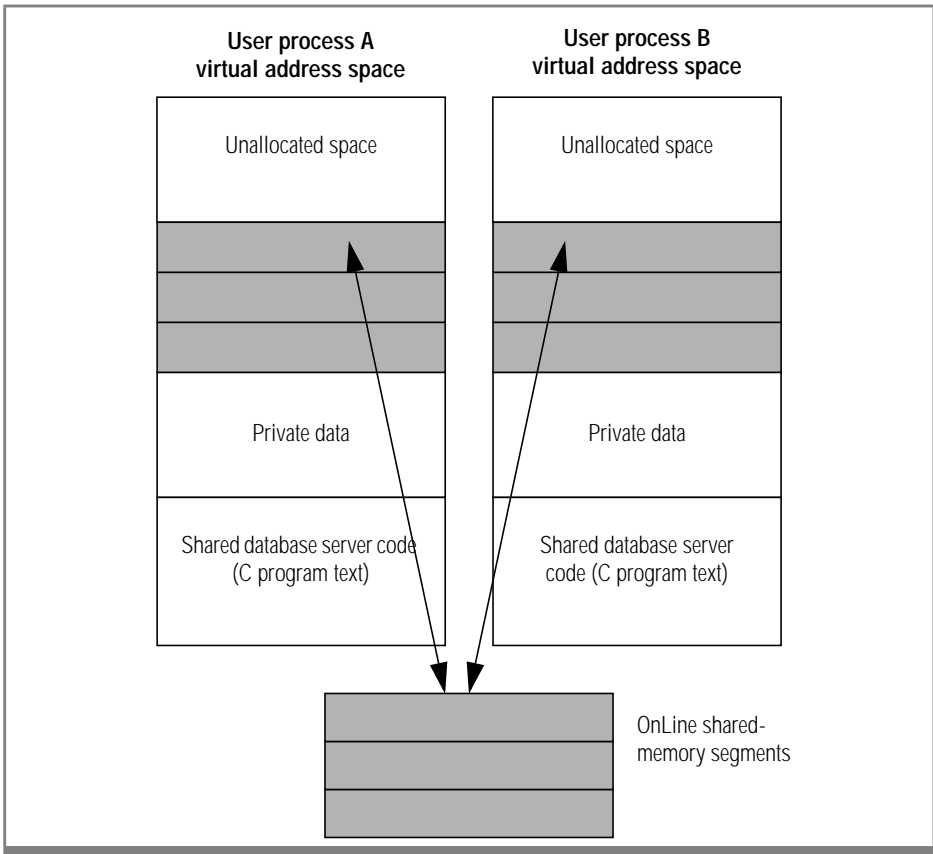 User process A
virtual address space
User process B
virtual address space
Unallocated space
Unallocated space
Private data
Private data
Shared database server code
(C program text)
Shared database server
code (C program text)
OnLine shared-
memory segments